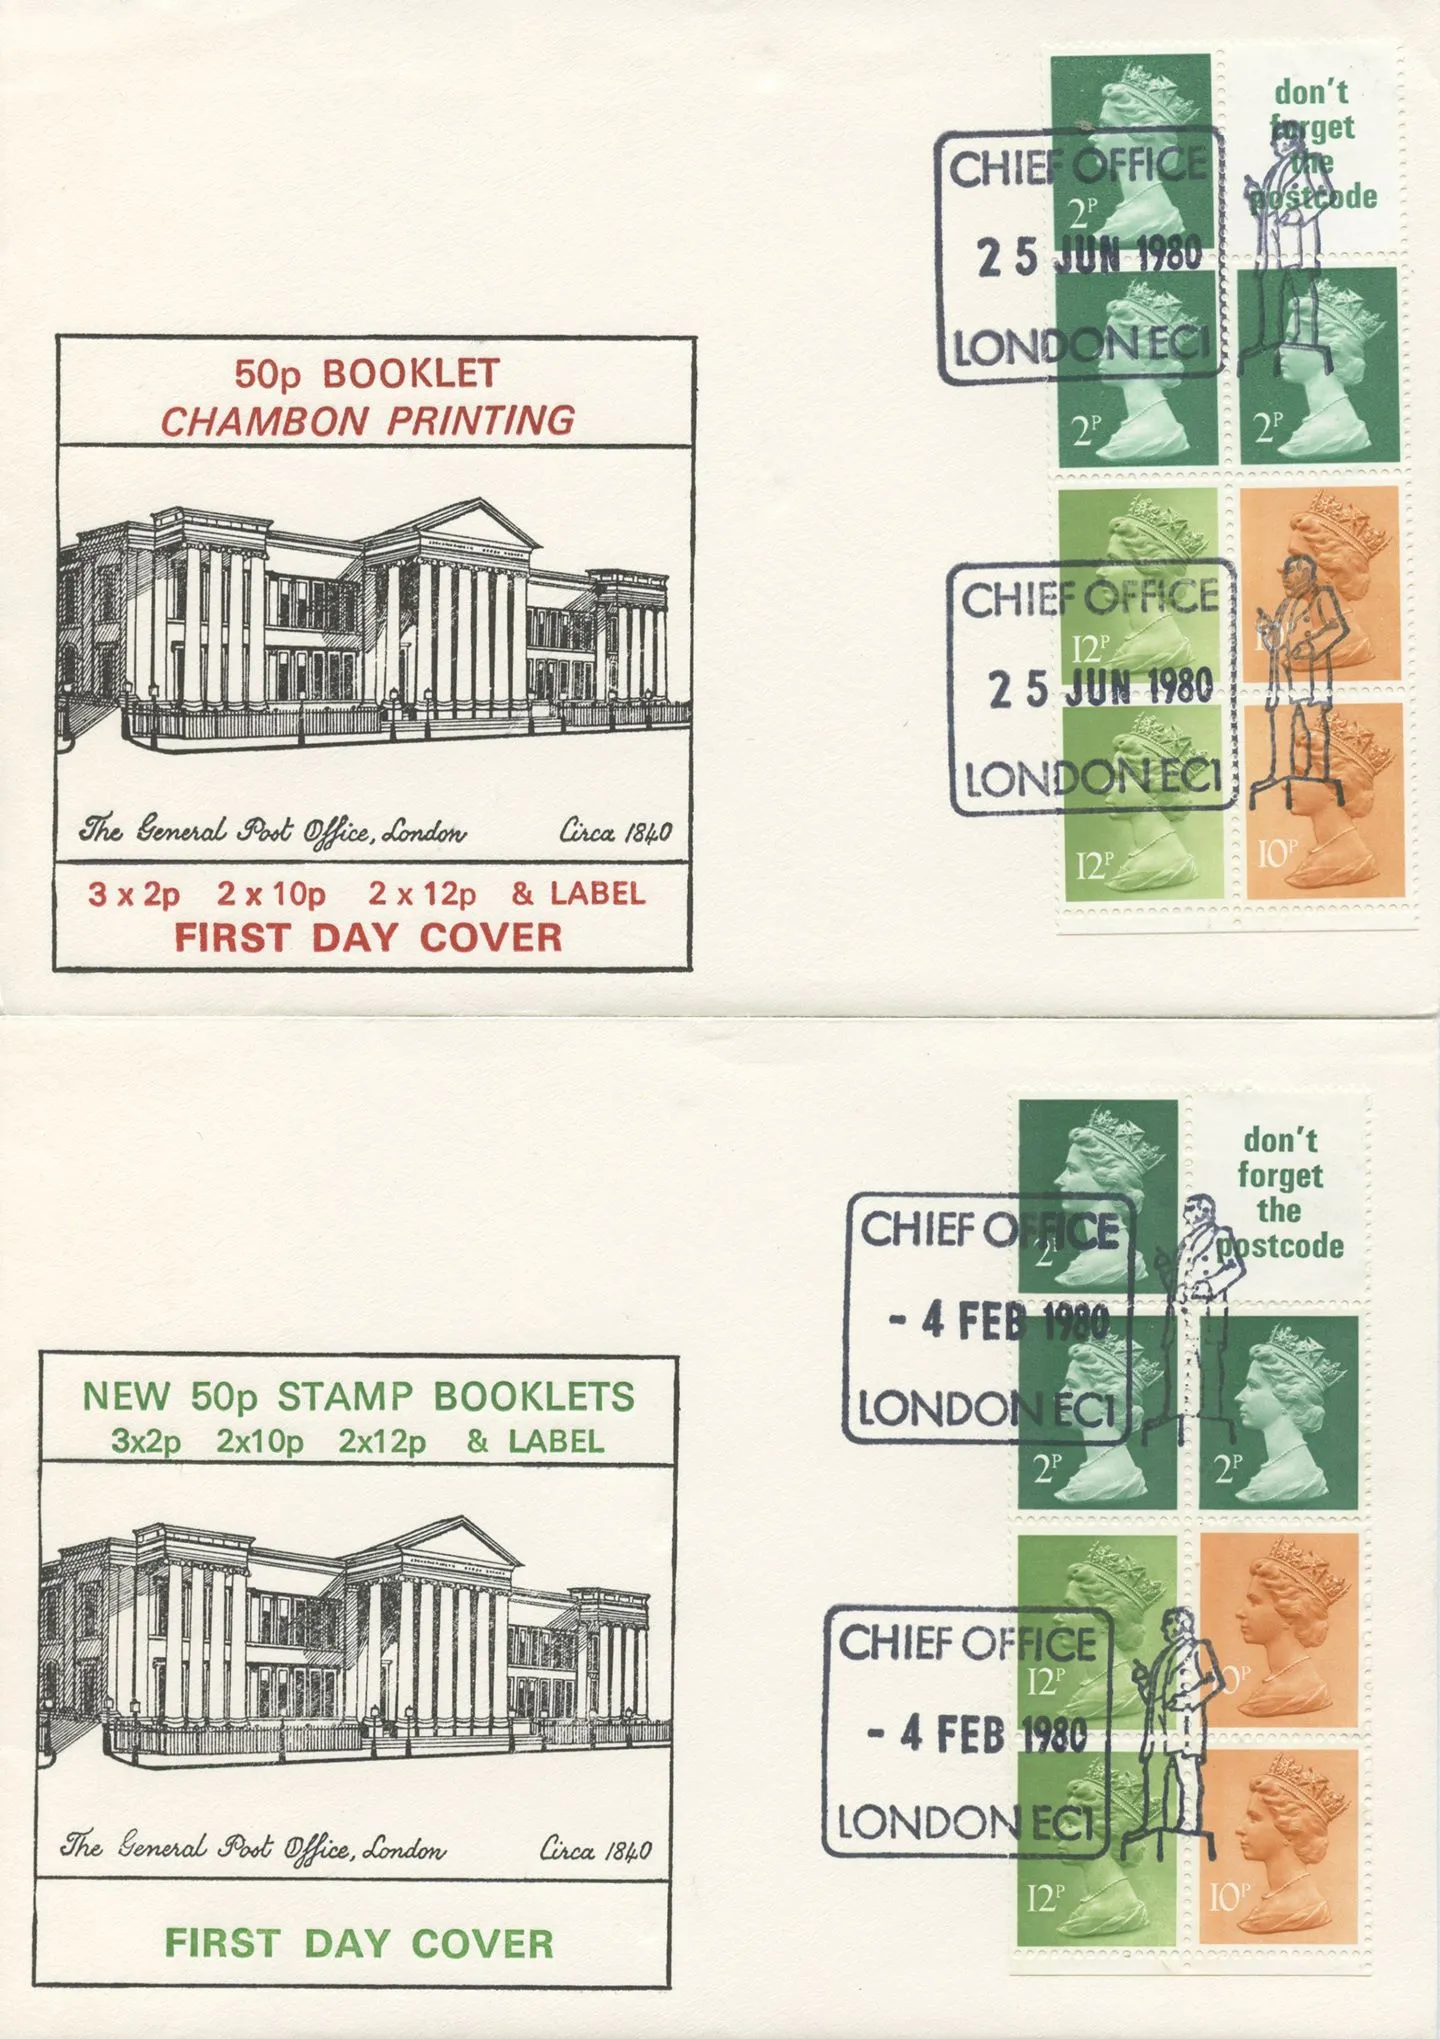 50p BOOKLET
CHAMBON PRINTING
The General Post Office, London Circa 1840
3 x 2p 2 x 10p 2 x 12p & LABEL
FIRST DAY COVER
CHIEF OFFICE
25 JUN 1980
LONDON EC1
CHIEF OFFICE
25 JUN 1980
LONDON EC1
2P
don't
forget
the
postcode
2P
2P
12P
12P
10P
NEW 50p STAMP BOOKLETS
3x2p 2x10p 2x12p & LABEL
The General Post Office, London Circa 1840
FIRST DAY COVER
CHIEF OFFICE
- 4 FEB 1980
LONDON EC1
CHIEF OFFICE
- 4 FEB 1980
LONDON EC1
2P
don't
forget
the
postcode
2P
2P
12P
0P
12P
10P